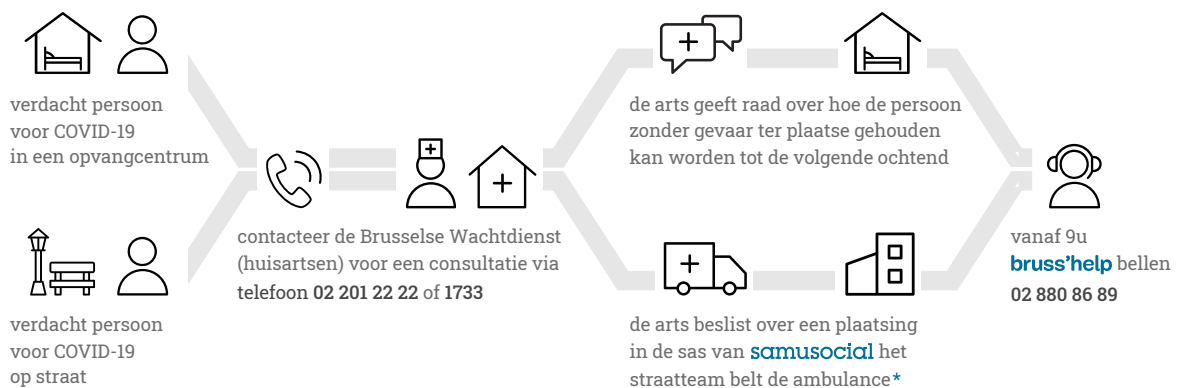 verdacht persoon
voor COVID-19
in een opvangcentrum
verdacht persoon
voor COVID-19
op straat
contacteer de Brusselse Wachtdienst
(huisartsen) voor een consultatie via
telefoon 02 201 22 22 of 1733
de arts geeft raad over hoe de persoon
zonder gevaar ter plaatse gehouden
kan worden tot de volgende ochtend
de arts beslist over een plaatsing
in de sas van samusocial het
straatteam belt de ambulance*
vanaf 9u
bruss'help bellen
02 880 86 89